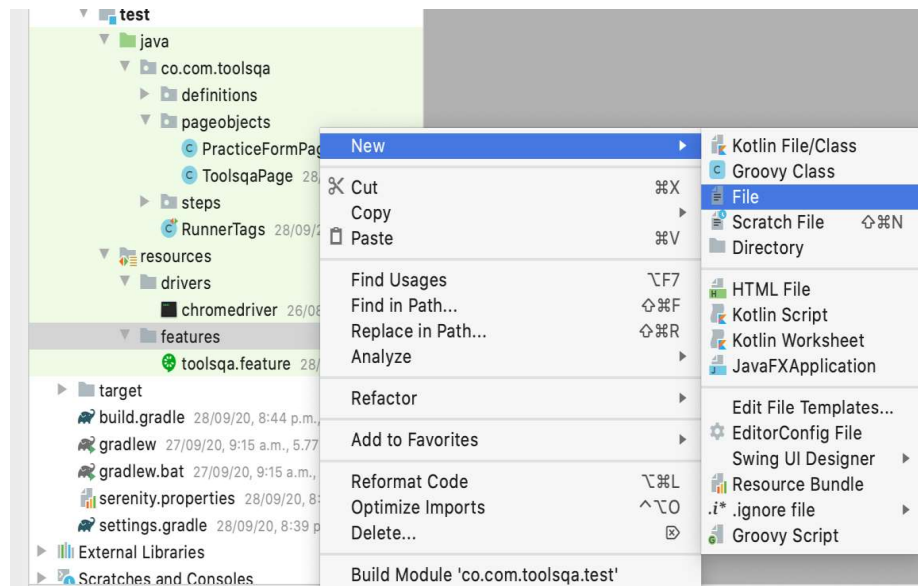 test
java
co.com.toolsqa
definitions
pageobjects
PracticeFormPag
ToolsqaPage 28,
steps
RunnerTags 28/09/2
resources
drivers
chromedriver 26/08
features
toolsqa.feature 28/
target
build.gradle 28/09/20, 8:44 p.m.,
gradlew 27/09/20, 9:15 a.m., 5.77
gradlew.bat 27/09/20, 9:15 a.m.,
serenity.properties 28/09/20, 8:
settings.gradle 28/09/20, 8:39 p
External Libraries
Scratches and Consoles
New
Cut ⌘X
Copy
Paste ⌘V
Find Usages ⌥F7
Find in Path... ⇧⌘F
Replace in Path... ⇧⌘R
Analyze
Refactor
Add to Favorites
Reformat Code ⌥⌘L
Optimize Imports ^⌥O
Delete... ⌦
Build Module 'co.com.toolsqa.test'
Kotlin File/Class
Groovy Class
File
Scratch File ⇧⌘N
Directory
HTML File
Kotlin Script
Kotlin Worksheet
JavaFXApplication
Edit File Templates...
EditorConfig File
Swing UI Designer
Resource Bundle
.i* .ignore file
Groovy Script